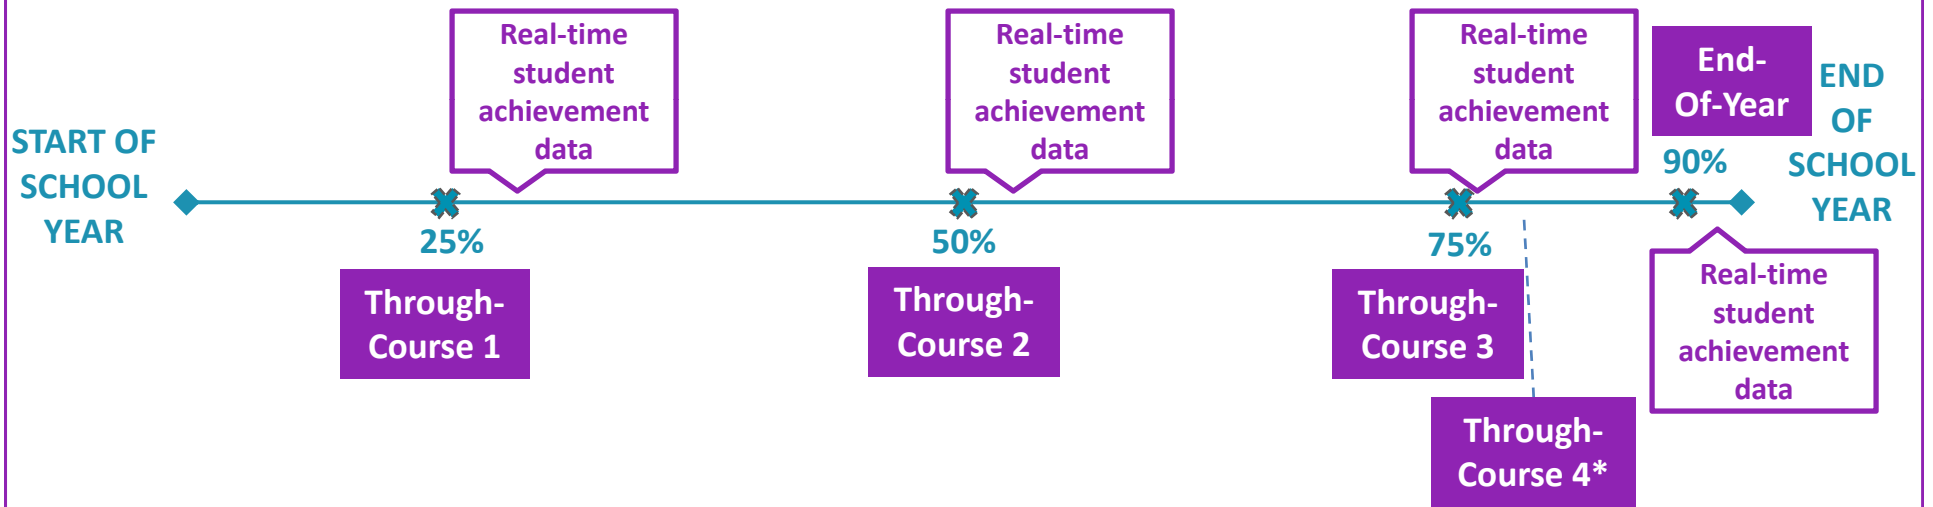 START OF
SCHOOL
YEAR
Real-time
student
achievement
data
25%
Through-
Course 1
Real-time
student
achievement
data
50%
Through-
Course 2
Real-time
student
achievement
data
75%
Through-
Course 3
Through-
Course 4*
End-
Of-Year
90%
Real-time
student
achievement
data
END
OF
SCHOOL
YEAR